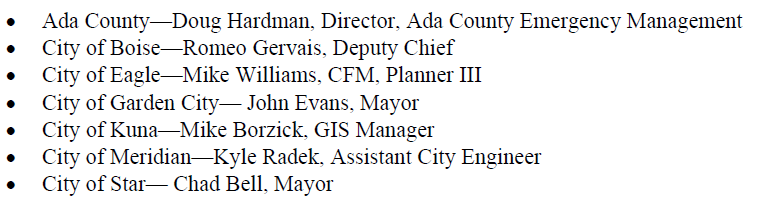 • Ada County—Doug Hardman, Director, Ada County Emergency Management
• City of Boise—Romeo Gervais, Deputy Chief
• City of Eagle—Mike Williams, CFM, Planner III
• City of Garden City— John Evans, Mayor
• City of Kuna—Mike Borzick, GIS Manager
• City of Meridian—Kyle Radek, Assistant City Engineer
• City of Star— Chad Bell, Mayor